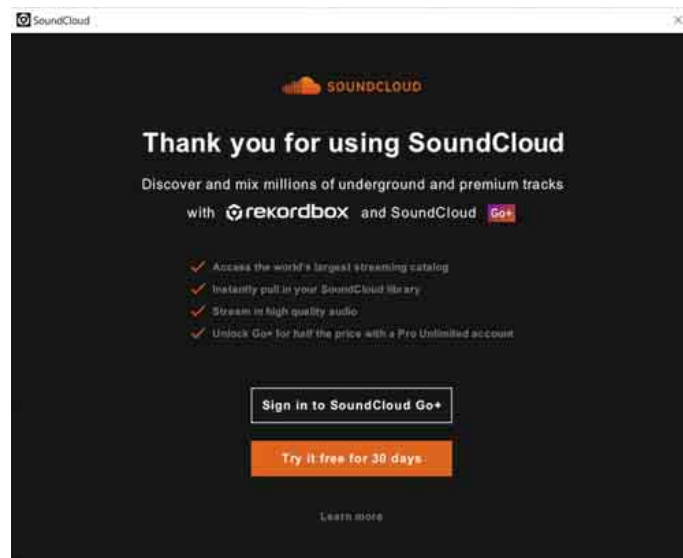 SoundCloud
SOUNDCLOUD
Thank you for using SoundCloud
Discover and mix millions of underground and premium tracks
with rekordbox and SoundCloud Go+
Access the world's largest streaming catalog
Instantly pull in your SoundCloud library
Stream in high quality audio
Unlock Go+ for half the price with a Pro Unlimited account
Sign in to SoundCloud Go+
Try it free for 30 days
Learn more